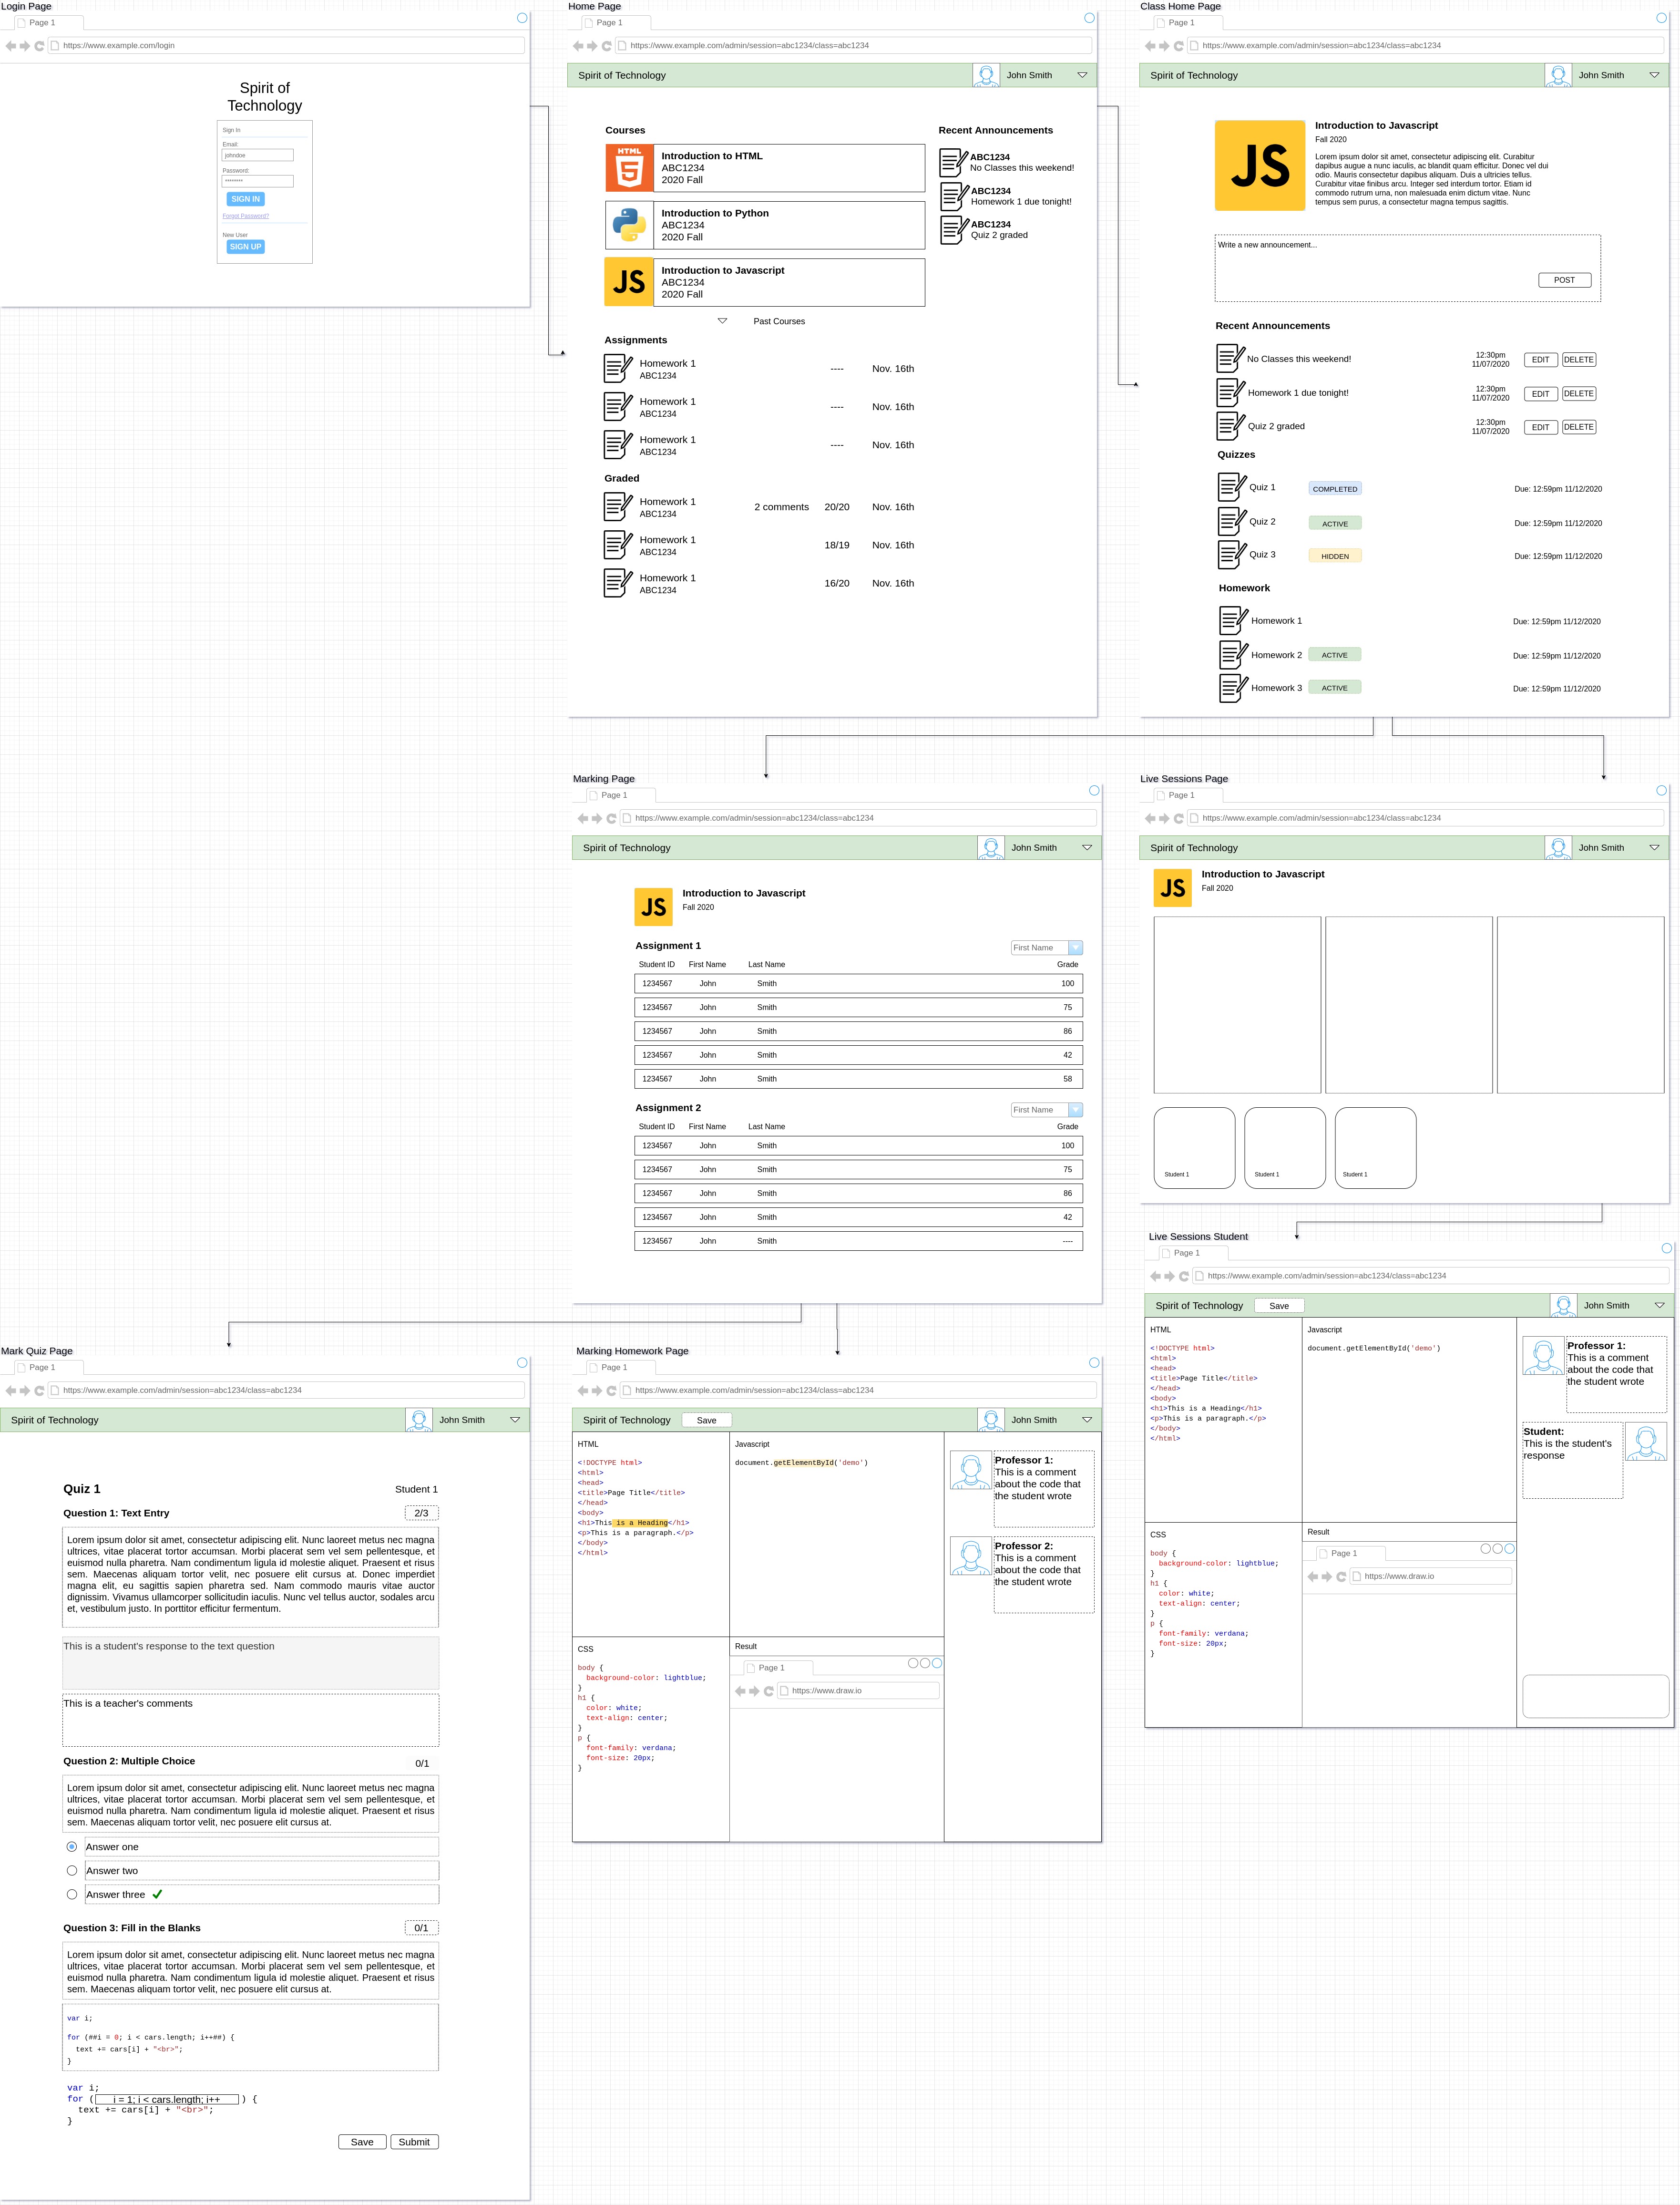 Login Page
Page 1
https://www.example.com/login
Spirit of
Technology
Sign In
Email:
johndoe
Password:
********
SIGN IN
Forgot Password?
New User
SIGN UP
Home Page
Page 1
https://www.example.com/admin/session=abc1234/class=abc1234
Spirit of Technology
John Smith
Courses
HTML
5
Introduction to HTML
ABC1234
2020 Fall
Introduction to Python
ABC1234
2020 Fall
JS
Introduction to Javascript
ABC1234
2020 Fall
Past Courses
Recent Announcements
ABC1234
No Classes this weekend!
ABC1234
Homework 1 due tonight!
ABC1234
Quiz 2 graded
Assignments
Homework 1 ---- Nov. 16th
ABC1234
Homework 1 ---- Nov. 16th
ABC1234
Homework 1 ---- Nov. 16th
ABC1234
Graded
Homework 1 2 comments 20/20 Nov. 16th
ABC1234
Homework 1 18/19 Nov. 16th
ABC1234
Homework 1 16/20 Nov. 16th
ABC1234
Class Home Page
Page 1
https://www.example.com/admin/session=abc1234/class=abc1234
Spirit of Technology
John Smith
JS
Introduction to Javascript
Fall 2020
Lorem ipsum dolor sit amet, consectetur adipiscing elit. Curabitur
dapibus augue a nunc iaculis, ac blandit quam efficitur. Donec vel dui
odio. Mauris consectetur dapibus aliquam. Duis a ultricies tellus.
Curabitur vitae finibus arcu. Integer sed interdum tortor. Etiam id
commodo rutrum urna, non malesuada enim dictum vitae. Nunc
tempus sem purus, a consectetur magna tempus sagittis.
Write a new announcement...
POST
Recent Announcements
No Classes this weekend! 12:30pm 11/07/2020 EDIT DELETE
Homework 1 due tonight! 12:30pm 11/07/2020 EDIT DELETE
Quiz 2 graded 12:30pm 11/07/2020 EDIT DELETE
Quizzes
Quiz 1 COMPLETED Due: 12:59pm 11/12/2020
Quiz 2 ACTIVE Due: 12:59pm 11/12/2020
Quiz 3 HIDDEN Due: 12:59pm 11/12/2020
Homework
Homework 1 Due: 12:59pm 11/12/2020
Homework 2 ACTIVE Due: 12:59pm 11/12/2020
Homework 3 ACTIVE Due: 12:59pm 11/12/2020
Marking Page
Page 1
https://www.example.com/admin/session=abc1234/class=abc1234
Spirit of Technology
John Smith
JS
Introduction to Javascript
Fall 2020
Assignment 1
First Name
Student ID First Name Last Name Grade
1234567 John Smith 100
1234567 John Smith 75
1234567 John Smith 86
1234567 John Smith 42
1234567 John Smith 58
Assignment 2
First Name
Student ID First Name Last Name Grade
1234567 John Smith 100
1234567 John Smith 75
1234567 John Smith 86
1234567 John Smith 42
1234567 John Smith ----
Live Sessions Page
Page 1
https://www.example.com/admin/session=abc1234/class=abc1234
Spirit of Technology
John Smith
JS
Introduction to Javascript
Fall 2020
Student 1
Student 1
Student 1
Live Sessions Student
Page 1
https://www.example.com/admin/session=abc1234/class=abc1234
Spirit of Technology
Save
John Smith
HTML
<!DOCTYPE html>
<html>
<head>
<title>Page Title</title>
</head>
<body>
<h1>This is a Heading</h1>
<p>This is a paragraph.</p>
</body>
</html>
Javascript
document.getElementById('demo')
Professor 1:
This is a comment
about the code that
the student wrote
Student:
This is the student's
response
CSS
body {
background-color: lightblue;
}
h1 {
color: white;
text-align: center;
}
p {
font-family: verdana;
font-size: 20px;
}
Result
Page 1
https://www.draw.io
Mark Quiz Page
Page 1
https://www.example.com/admin/session=abc1234/class=abc1234
Spirit of Technology
John Smith
Quiz 1
Student 1
Question 1: Text Entry
2/3
Lorem ipsum dolor sit amet, consectetur adipiscing elit. Nunc laoreet metus nec magna
ultrices, vitae placerat tortor accumsan. Morbi placerat sem vel sem pellentesque, et
euismod nulla pharetra. Nam condimentum ligula id molestie aliquet. Praesent et risus
sem. Maecenas aliquam tortor velit, nec posuere elit cursus at. Donec imperdiet
magna elit, eu sagittis sapien pharetra sed. Nam commodo mauris vitae auctor
dignissim. Vivamus ullamcorper sollicitudin iaculis. Nunc vel tellus auctor, sodales arcu
et, vestibulum justo. In porttitor efficitur fermentum.
This is a student's response to the text question
This is a teacher's comments
Question 2: Multiple Choice
0/1
Lorem ipsum dolor sit amet, consectetur adipiscing elit. Nunc laoreet metus nec magna
ultrices, vitae placerat tortor accumsan. Morbi placerat sem vel sem pellentesque, et
euismod nulla pharetra. Nam condimentum ligula id molestie aliquet. Praesent et risus
sem. Maecenas aliquam tortor velit, nec posuere elit cursus at.
Answer one
Answer two
Answer three
Question 3: Fill in the Blanks
0/1
Lorem ipsum dolor sit amet, consectetur adipiscing elit. Nunc laoreet metus nec magna
ultrices, vitae placerat tortor accumsan. Morbi placerat sem vel sem pellentesque, et
euismod nulla pharetra. Nam condimentum ligula id molestie aliquet. Praesent et risus
sem. Maecenas aliquam tortor velit, nec posuere elit cursus at.
var i;
for (##i = 0; i < cars.length; i++##) {
text += cars[i] + "<br>";
}
var i;
for ( i = 1; i < cars.length; i++ ) {
text += cars[i] + "<br>";
}
Save
Submit
Marking Homework Page
Page 1
https://www.example.com/admin/session=abc1234/class=abc1234
Spirit of Technology
Save
John Smith
HTML
<!DOCTYPE html>
<html>
<head>
<title>Page Title</title>
</head>
<body>
<h1>This is a Heading</h1>
<p>This is a paragraph.</p>
</body>
</html>
Javascript
document.getElementById('demo')
Professor 1:
This is a comment
about the code that
the student wrote
Professor 2:
This is a comment
about the code that
the student wrote
CSS
body {
background-color: lightblue;
}
h1 {
color: white;
text-align: center;
}
p {
font-family: verdana;
font-size: 20px;
}
Result
Page 1
https://www.draw.io